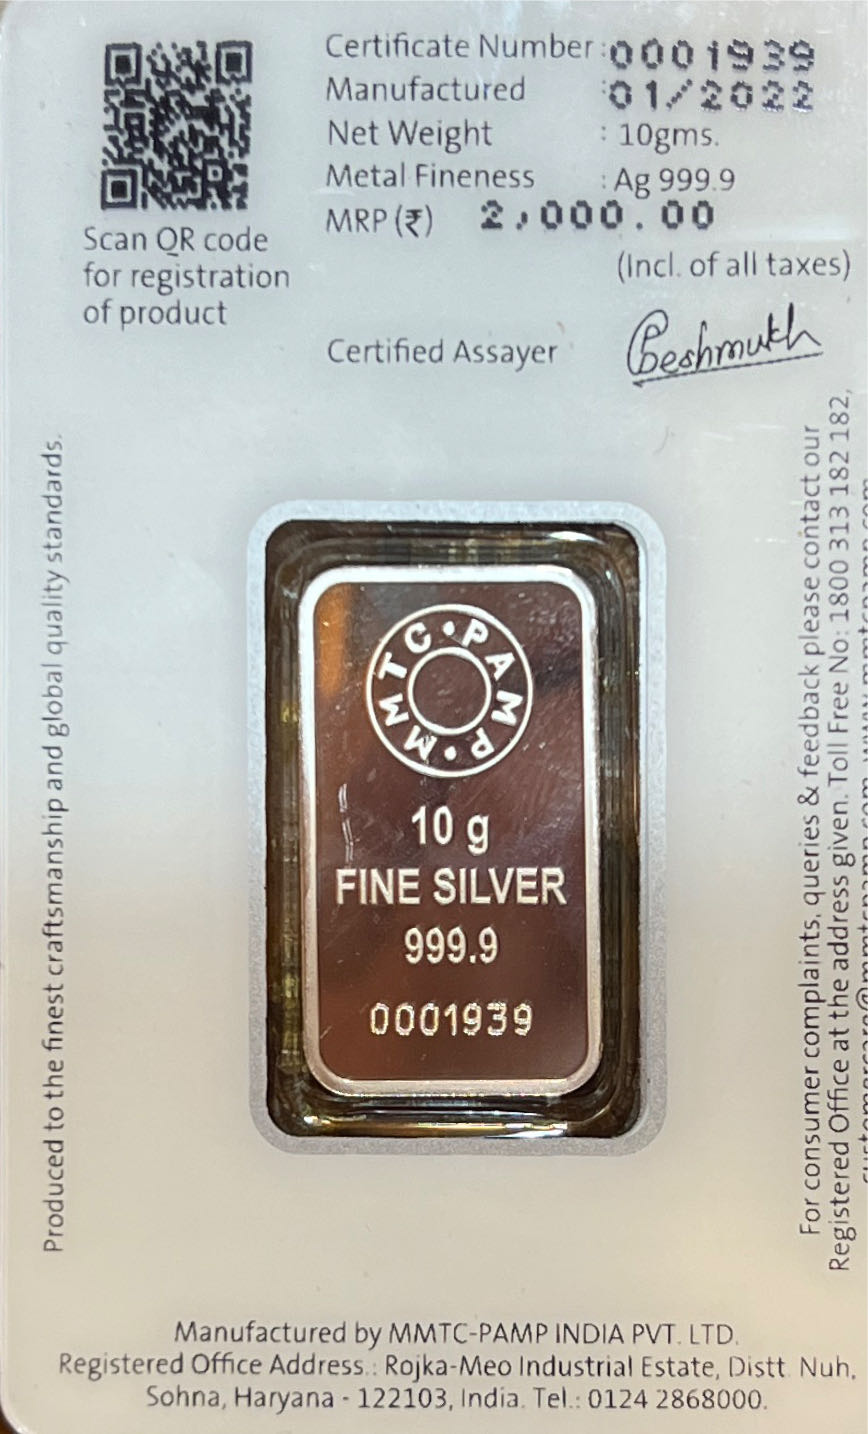 Certificate Number : 0001939
Manufactured : 01/2022
Net Weight : 10gms.
Metal Fineness : Ag 999.9
MRP (₹) 2,000.00
(Incl. of all taxes)
Scan QR code
for registration
of product
Certified Assayer
Produced to the finest craftsmanship and global quality standards.
MMTC•PAMP•
10 g
FINE SILVER
999.9
0001939
For consumer complaints, queries & feedback please contact our
Registered Office at the address given. Toll Free No: 1800 313 182 182,
Manufactured by MMTC-PAMP INDIA PVT. LTD.
Registered Office Address.: Rojka-Meo Industrial Estate, Distt. Nuh,
Sohna, Haryana - 122103, India. Tel.: 0124 2868000.